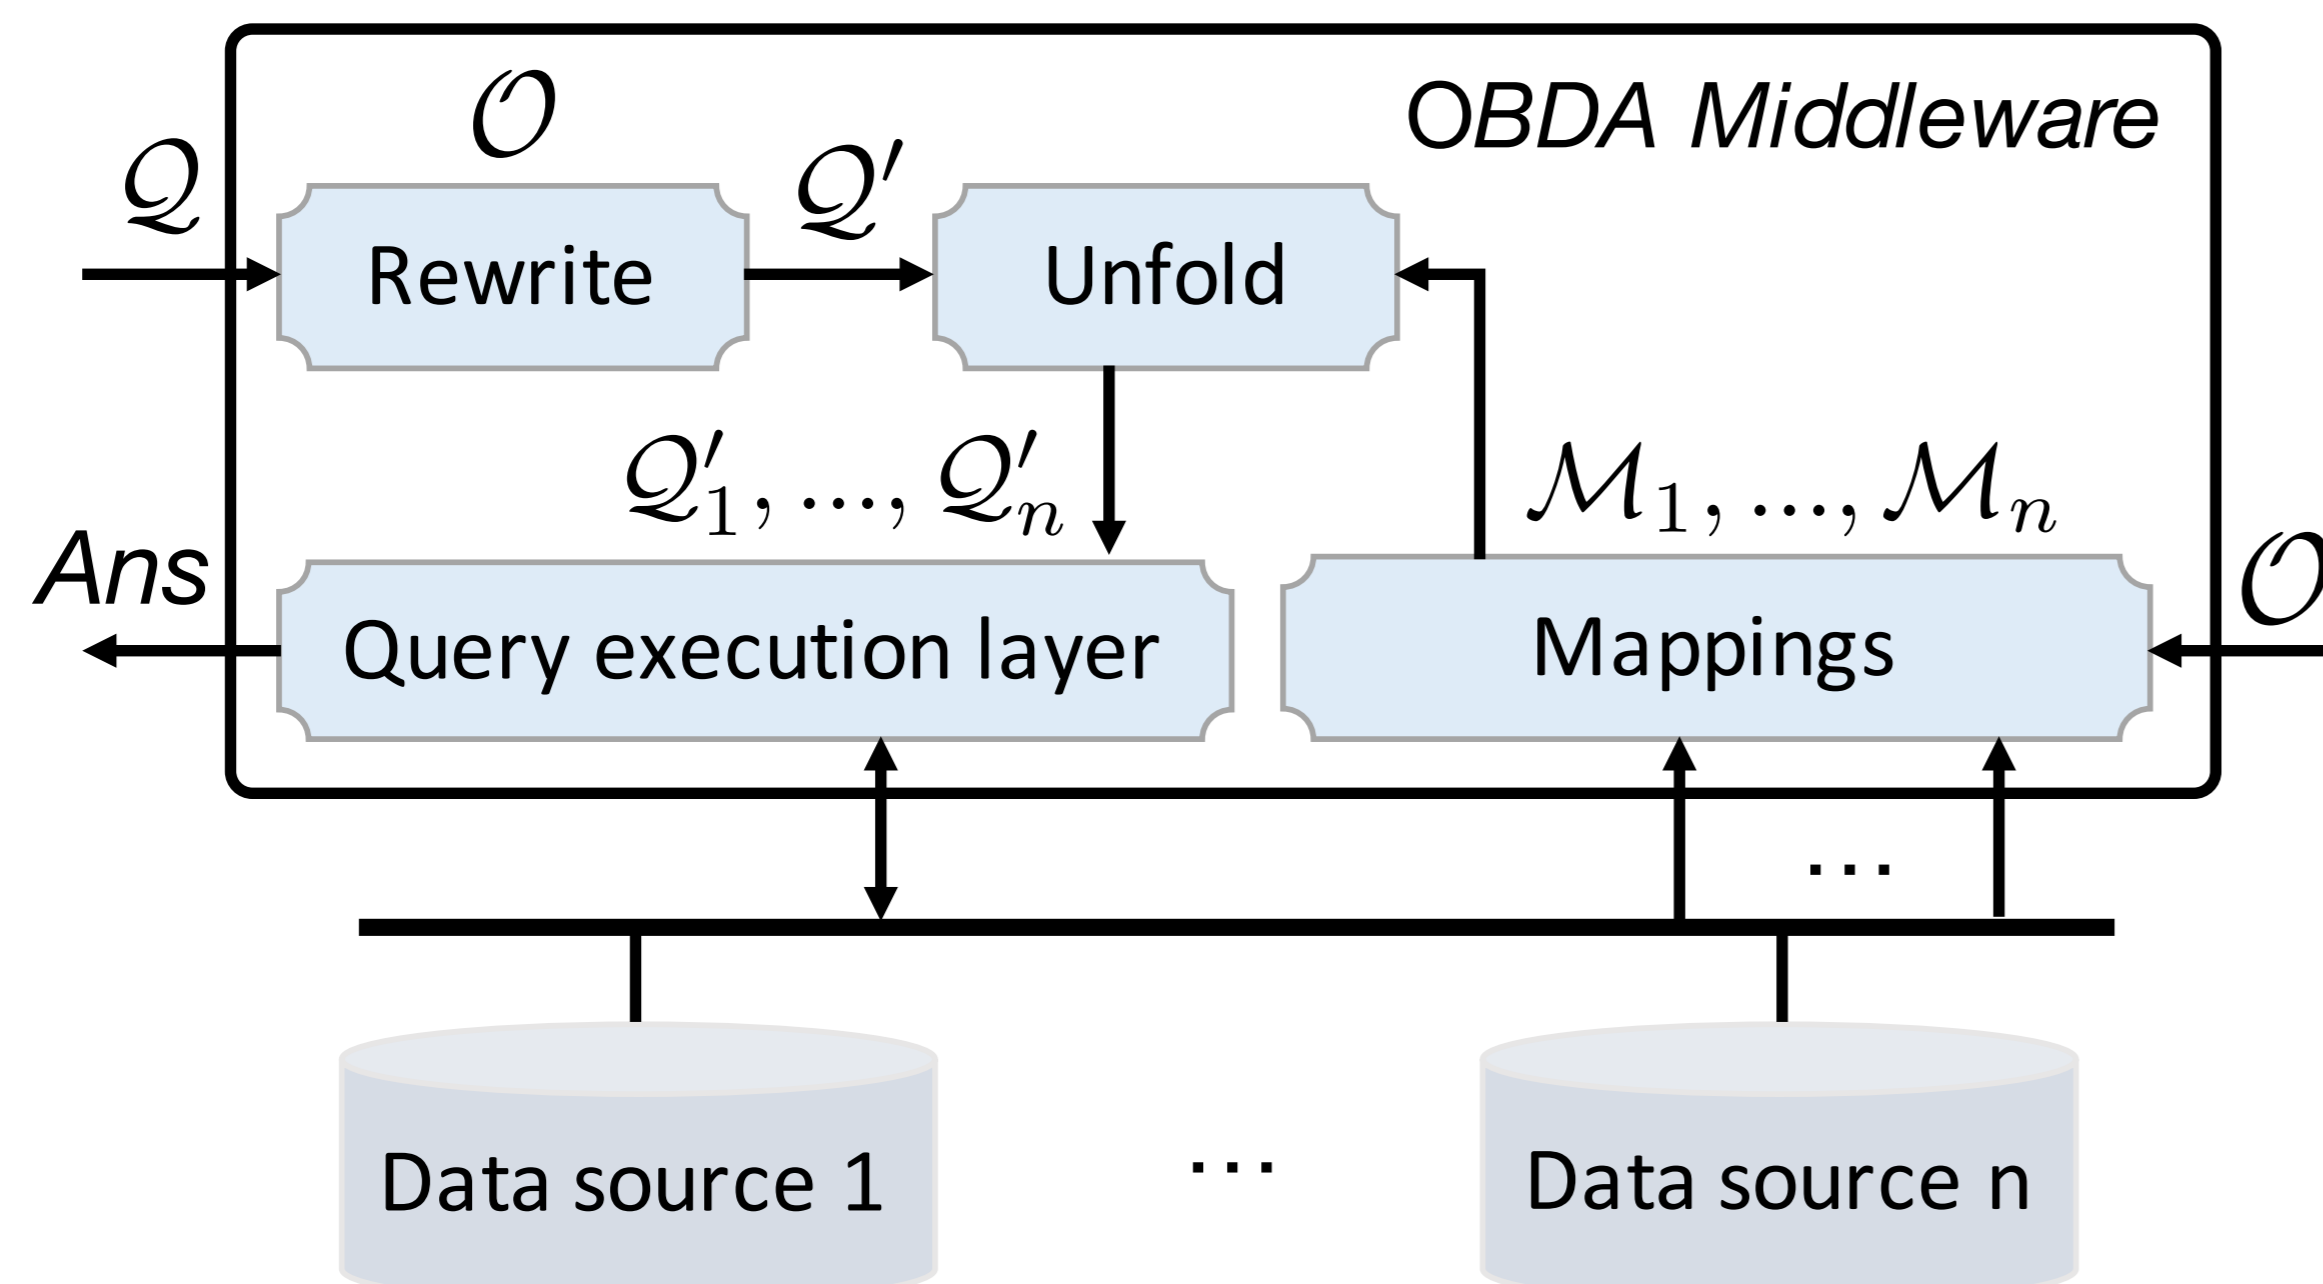 OBDA Middleware
𝒪
𝒬
𝒬′
Rewrite
Unfold
𝒬′₁, ..., 𝒬′ₙ
ℳ₁, ..., ℳₙ
Ans
𝒪
Query execution layer
Mappings
...
Data source 1
...
Data source n